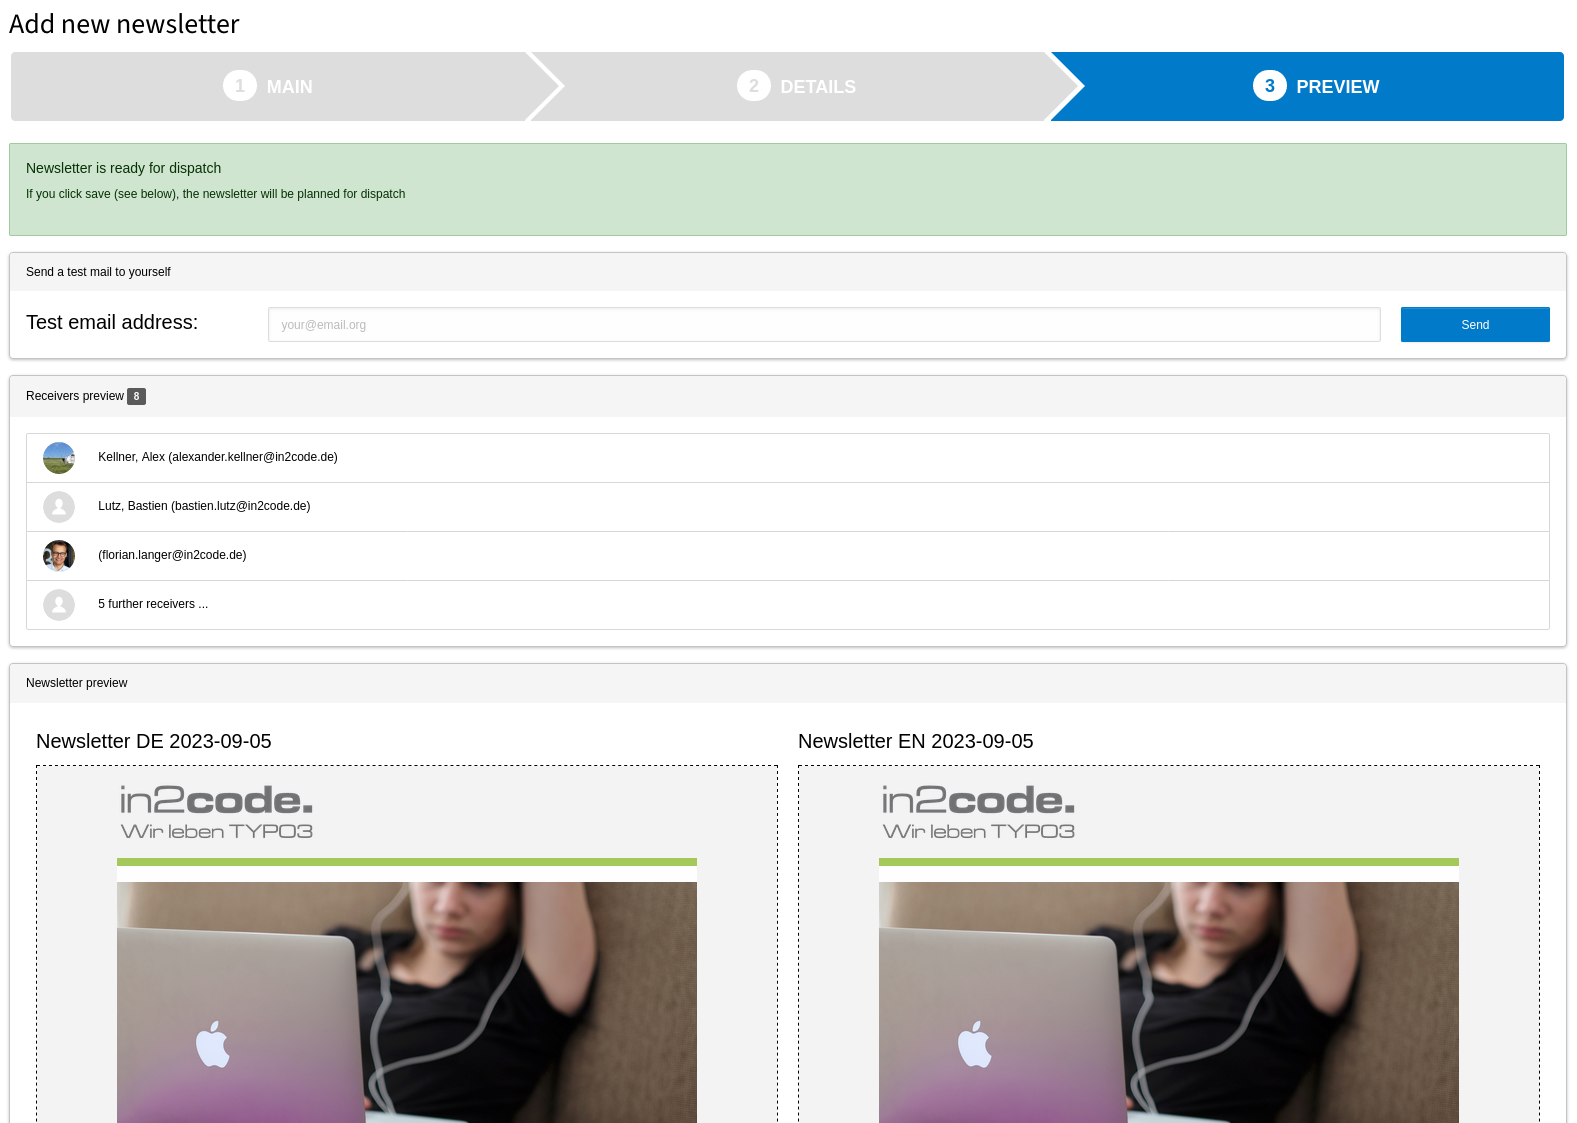 Add new newsletter
1 MAIN
2 DETAILS
3 PREVIEW
Newsletter is ready for dispatch
If you click save (see below), the newsletter will be planned for dispatch
Send a test mail to yourself
Test email address:
your@email.org
Send
Receivers preview 8
Kellner, Alex (alexander.kellner@in2code.de)
Lutz, Bastien (bastien.lutz@in2code.de)
(florian.langer@in2code.de)
5 further receivers ...
Newsletter preview
Newsletter DE 2023-09-05
in2code.
Wir leben TYPO3
Newsletter EN 2023-09-05
in2code.
Wir leben TYPO3